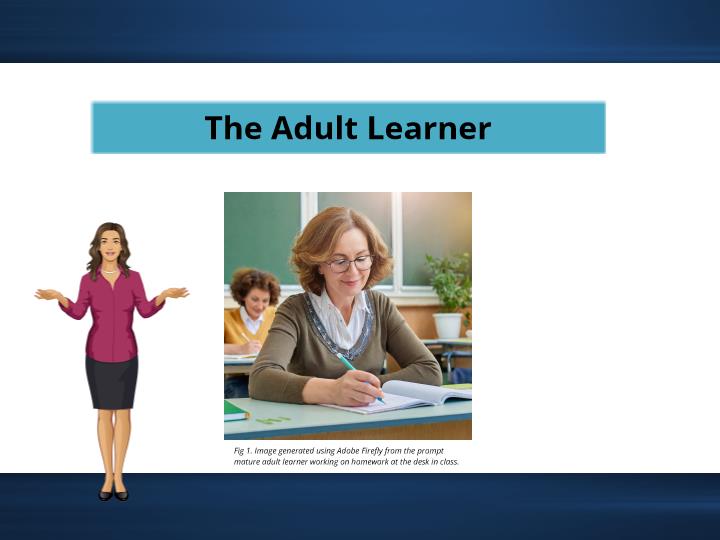 The Adult Learner
Fig 1. Image generated using Adobe Firefly from the prompt
mature adult learner working on homework at the desk in class.